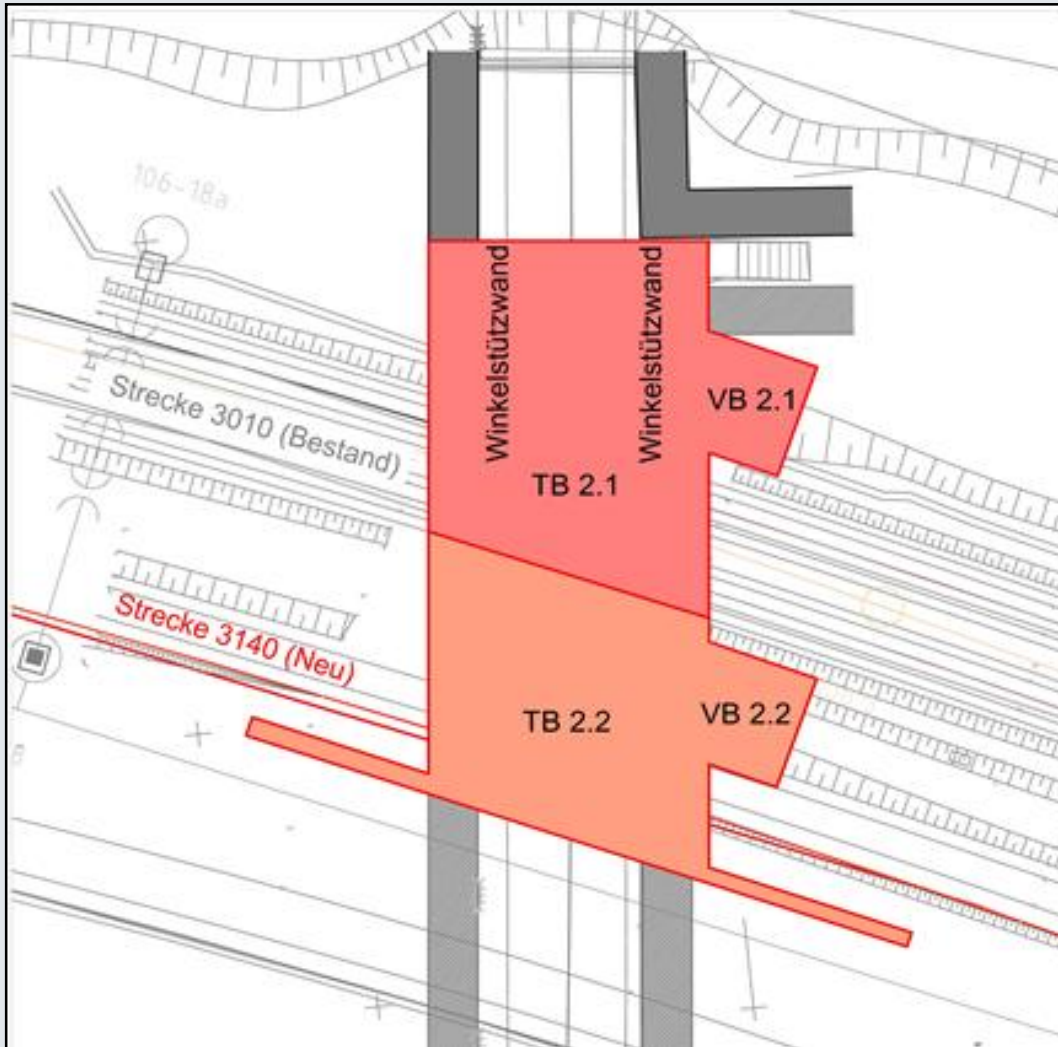 106-18a
Winkelstützwand
Winkelstützwand
Strecke 3010 (Bestand)
VB 2.1
TB 2.1
Strecke 3140 (Neu)
TB 2.2
VB 2.2
8